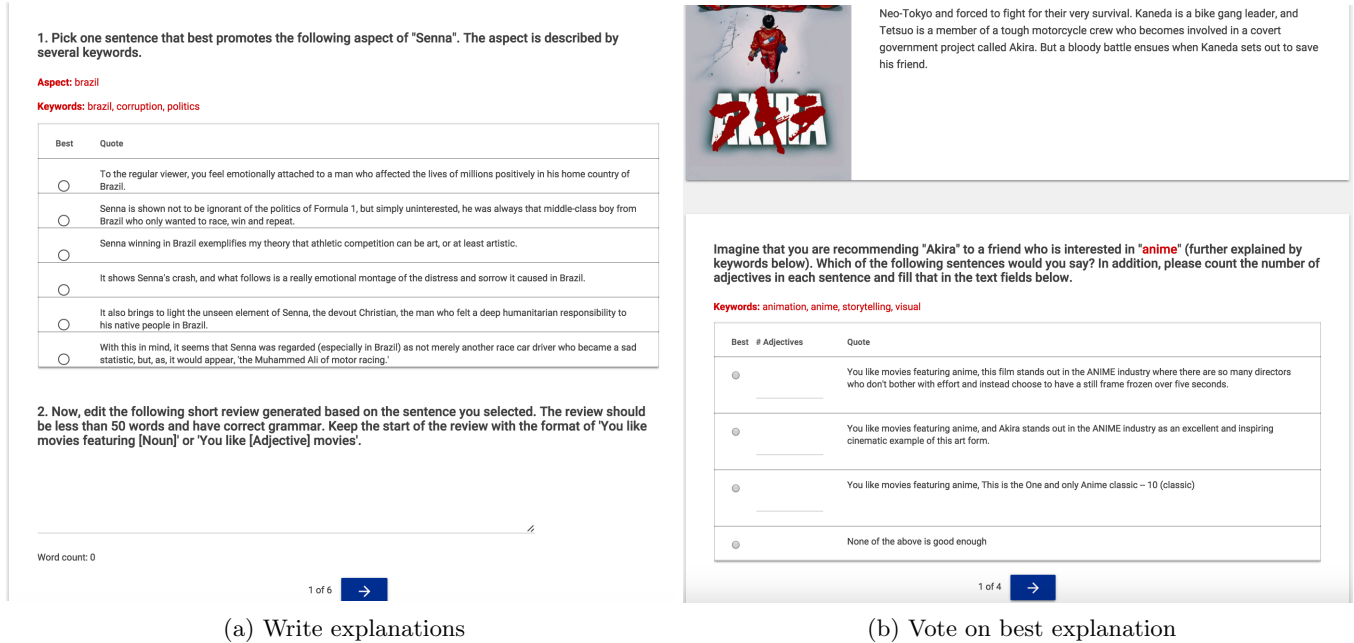 1. Pick one sentence that best promotes the following aspect of "Senna". The aspect is described by
several keywords.
Aspect: brazil
Keywords: brazil, corruption, politics
Best Quote
To the regular viewer, you feel emotionally attached to a man who affected the lives of millions positively in his home country of
Brazil.
Senna is shown not to be ignorant of the politics of Formula 1, but simply uninterested, he was always that middle-class boy from
Brazil who only wanted to race, win and repeat.
Senna winning in Brazil exemplifies my theory that athletic competition can be art, or at least artistic.
It shows Senna's crash, and what follows is a really emotional montage of the distress and sorrow it caused in Brazil.
It also brings to light the unseen element of Senna, the devout Christian, the man who felt a deep humanitarian responsibility to
his native people in Brazil.
With this in mind, it seems that Senna was regarded (especially in Brazil) as not merely another race car driver who became a sad
statistic, but, as, it would appear, 'the Muhammed Ali of motor racing.'
2. Now, edit the following short review generated based on the sentence you selected. The review should
be less than 50 words and have correct grammar. Keep the start of the review with the format of 'You like
movies featuring [Noun]' or 'You like [Adjective] movies'.
Word count: 0
1 of 6
(a) Write explanations
Neo-Tokyo and forced to fight for their very survival. Kaneda is a bike gang leader, and
Tetsuo is a member of a tough motorcycle crew who becomes involved in a covert
government project called Akira. But a bloody battle ensues when Kaneda sets out to save
his friend.
AKIRA
アキラ
Imagine that you are recommending "Akira" to a friend who is interested in "anime" (further explained by
keywords below). Which of the following sentences would you say? In addition, please count the number of
adjectives in each sentence and fill that in the text fields below.
Keywords: animation, anime, storytelling, visual
Best # Adjectives Quote
You like movies featuring anime, this film stands out in the ANIME industry where there are so many directors
who don't bother with effort and instead choose to have a still frame frozen over five seconds.
You like movies featuring anime, and Akira stands out in the ANIME industry as an excellent and inspiring
cinematic example of this art form.
You like movies featuring anime, This is the One and only Anime classic – 10 (classic)
None of the above is good enough
1 of 4
(b) Vote on best explanation